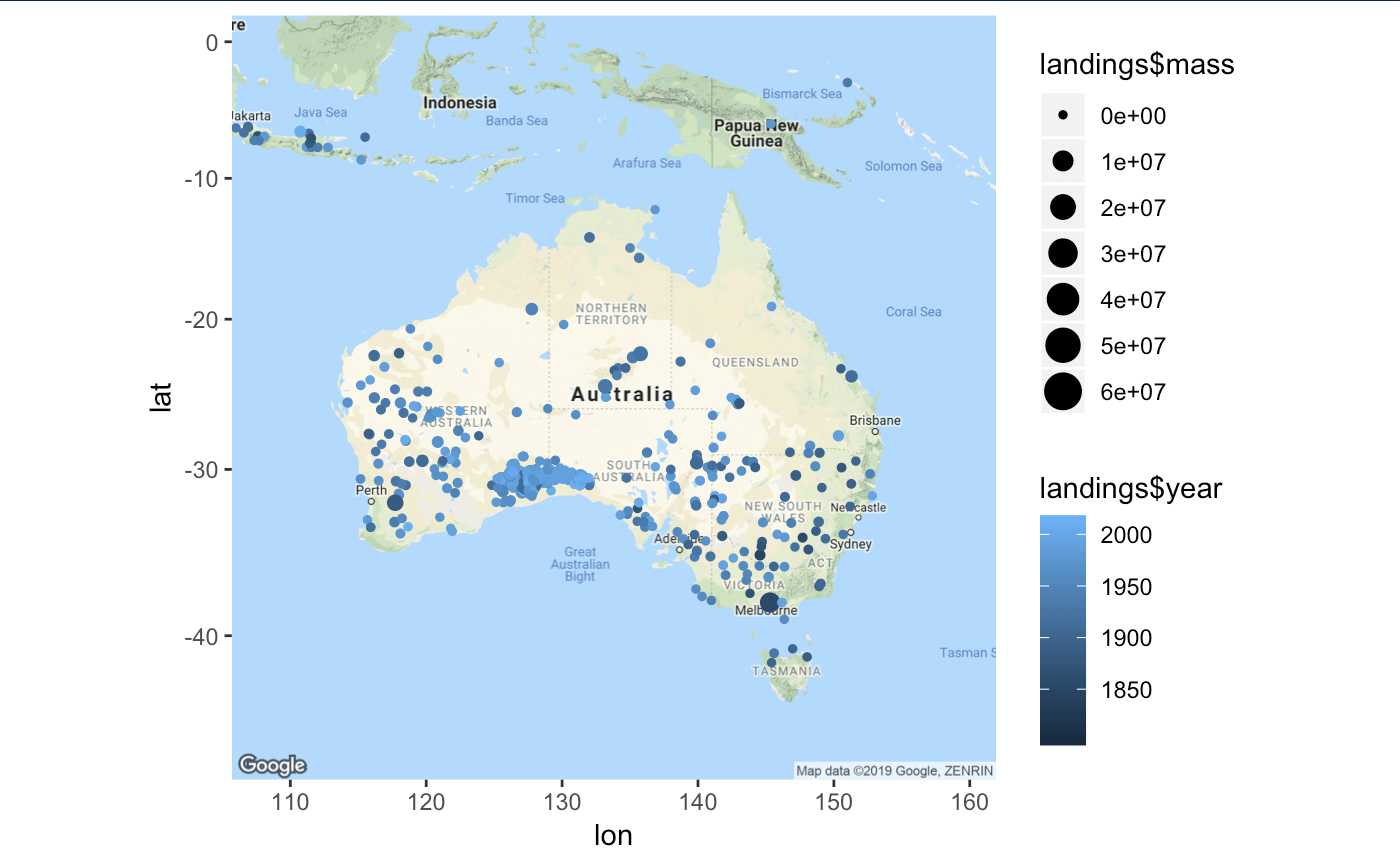 re
0
-10
-20
-30
-40
lat
Jakarta
Java Sea
Indonesia
Banda Sea
Bismarck Sea
Papua New
Guinea
Arafura Sea
Solomon Sea
Timor Sea
NORTHERN
TERRITORY
Coral Sea
QUEENSLAND
Australia
WESTERN
AUSTRALIA
Brisbane
SOUTH
AUSTRALIA
Perth
NEW SOUTH
WALES
Newcastle
Adelaide
Sydney
Great
Australian
Bight
ACT
VICTORIA
Melbourne
Tasman S
TASMANIA
Google
Map data ©2019 Google, ZENRIN
110
120
130
140
150
160
lon
landings$mass
0e+00
1e+07
2e+07
3e+07
4e+07
5e+07
6e+07
landings$year
2000
1950
1900
1850